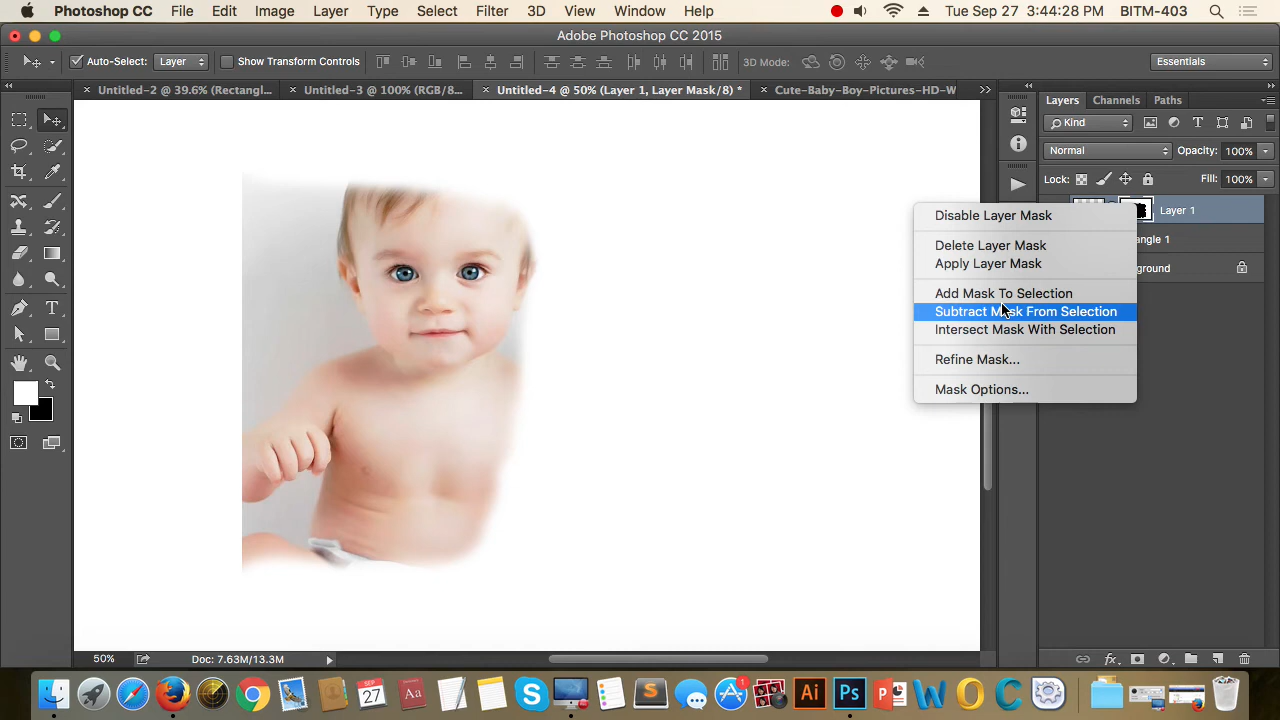 Photoshop CC File Edit Image Layer Type Select Filter 3D View Window Help Tue Sep 27 3:44:28 PM BITM-403
Adobe Photoshop CC 2015
Auto-Select: Layer Show Transform Controls 3D Mode: Essentials
Untitled-2 @ 39.6% (Rectangl... Untitled-3 @ 100% (RGB/8... Untitled-4 @ 50% (Layer 1, Layer Mask/8) * Cute-Baby-Boy-Pictures-HD-W
Layers Channels Paths
Kind
Normal Opacity: 100%
Lock: Fill: 100%
Layer 1
angle 1
ground
Disable Layer Mask
Delete Layer Mask
Apply Layer Mask
Add Mask To Selection
Subtract Mask From Selection
Intersect Mask With Selection
Refine Mask...
Mask Options...
50% Doc: 7.63M/13.3M